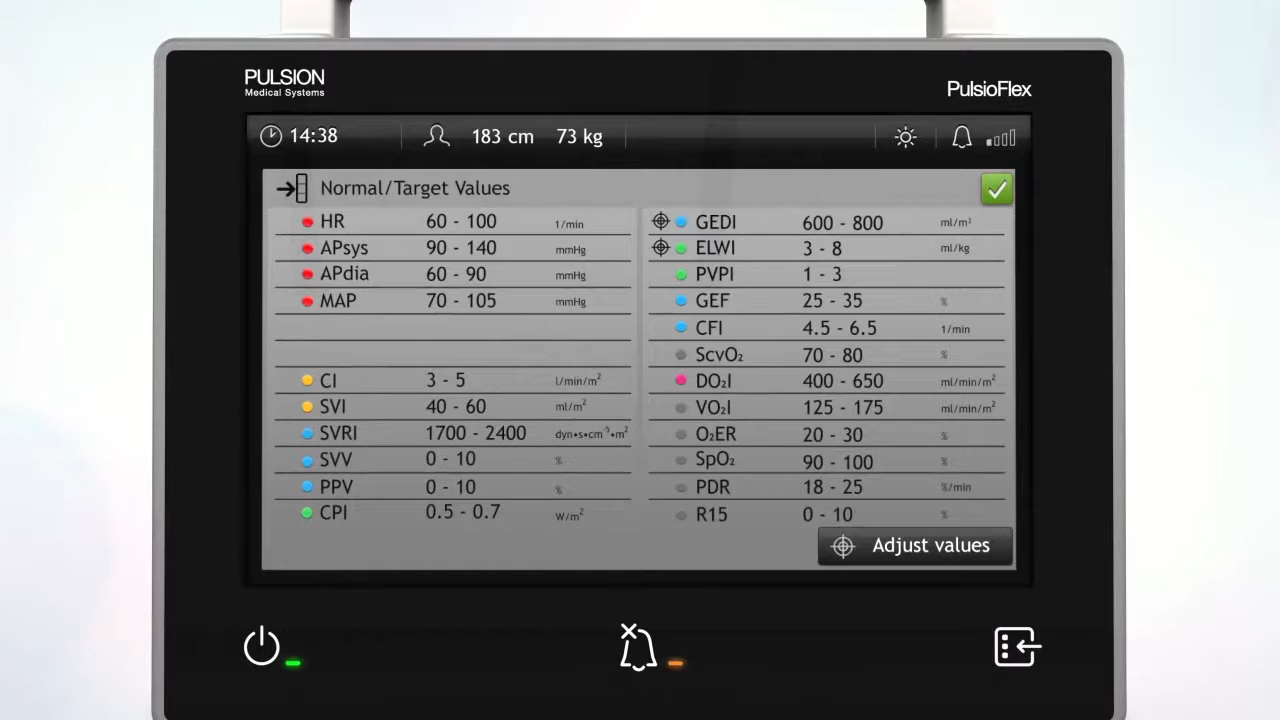 PULSION
Medical Systems
PulsioFlex
14:38 183 cm 73 kg
Normal/Target Values
HR 60 - 100 1/min
APsys 90 - 140 mmHg
APdia 60 - 90 mmHg
MAP 70 - 105 mmHg
CI 3 - 5 l/min/m²
SVI 40 - 60 ml/m²
SVRI 1700 - 2400 dyn•s•cm⁻⁵•m²
SVV 0 - 10 %
PPV 0 - 10 %
CPI 0.5 - 0.7 W/m²
GEDI 600 - 800 ml/m²
ELWI 3 - 8 ml/kg
PVPI 1 - 3
GEF 25 - 35 %
CFI 4.5 - 6.5 1/min
ScvO₂ 70 - 80 %
DO₂I 400 - 650 ml/min/m²
VO₂I 125 - 175 ml/min/m²
O₂ER 20 - 30 %
SpO₂ 90 - 100 %
PDR 18 - 25 %/min
R15 0 - 10 %
Adjust values